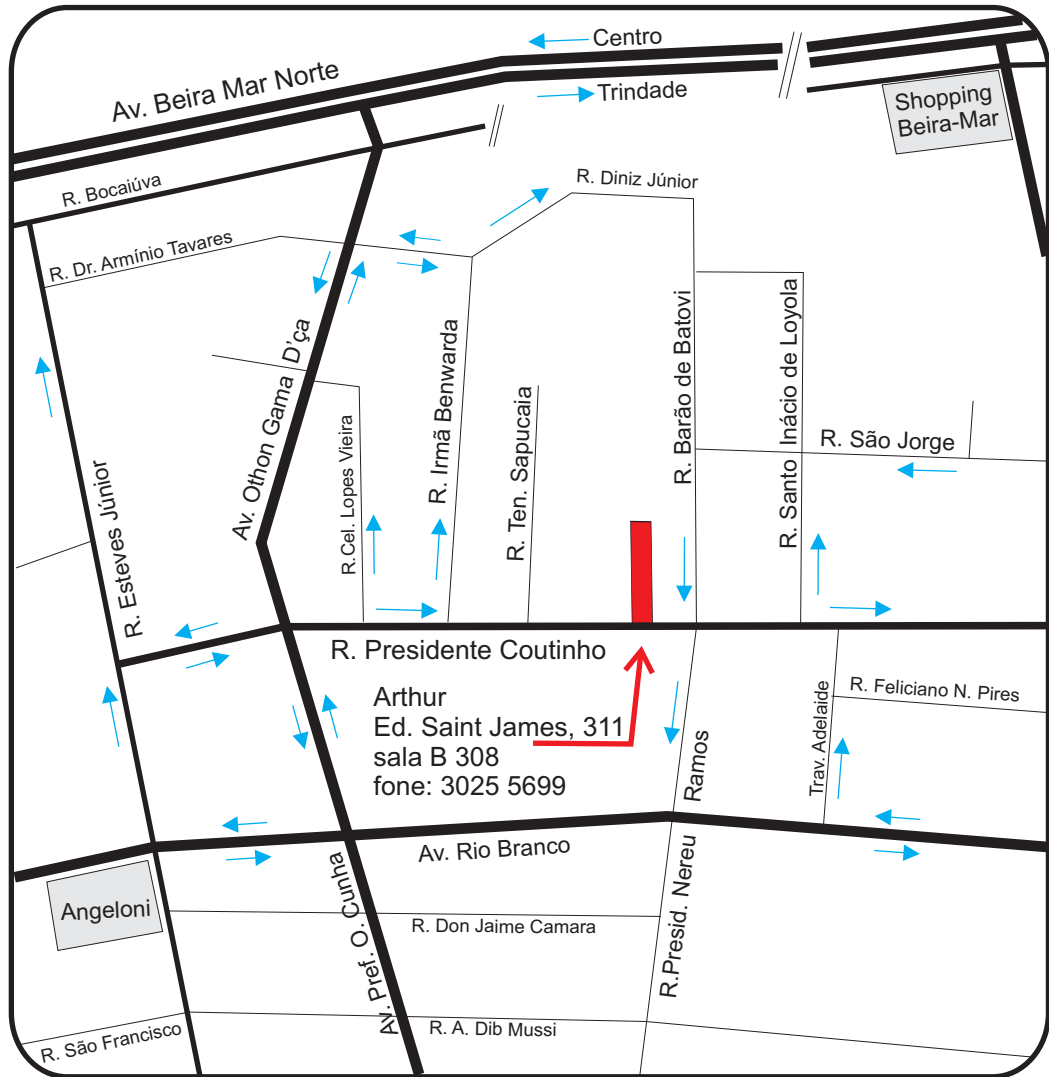 Centro
Av. Beira Mar Norte
Trindade
Shopping
Beira-Mar
R. Bocaiúva
R. Diniz Júnior
R. Dr. Armínio Tavares
Av. Othon Gama D'ça
R. Esteves Júnior
R.Cel. Lopes Vieira
R. Irmã Benwarda
R. Ten. Sapucaia
R. Barão de Batovi
R. Santo Inácio de Loyola
R. São Jorge
R. Presidente Coutinho
Arthur
Ed. Saint James, 311
sala B 308
fone: 3025 5699
R. Feliciano N. Pires
Trav. Adelaide
R.Presid. Nereu Ramos
Av. Rio Branco
Angeloni
Av. Pref. O. Cunha
R. Don Jaime Camara
R. A. Dib Mussi
R. São Francisco